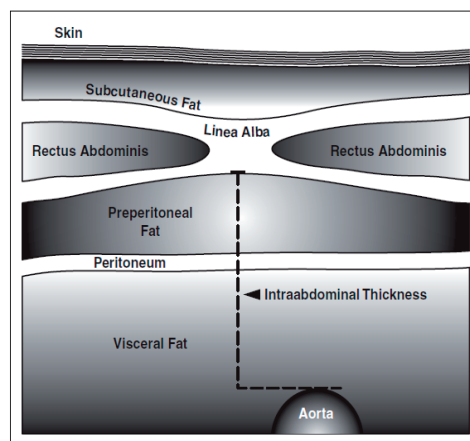 Skin
Subcutaneous Fat
Linea Alba
Rectus Abdominis
Rectus Abdominis
Preperitoneal
Fat
Peritoneum
Intraabdominal Thickness
Visceral Fat
Aorta